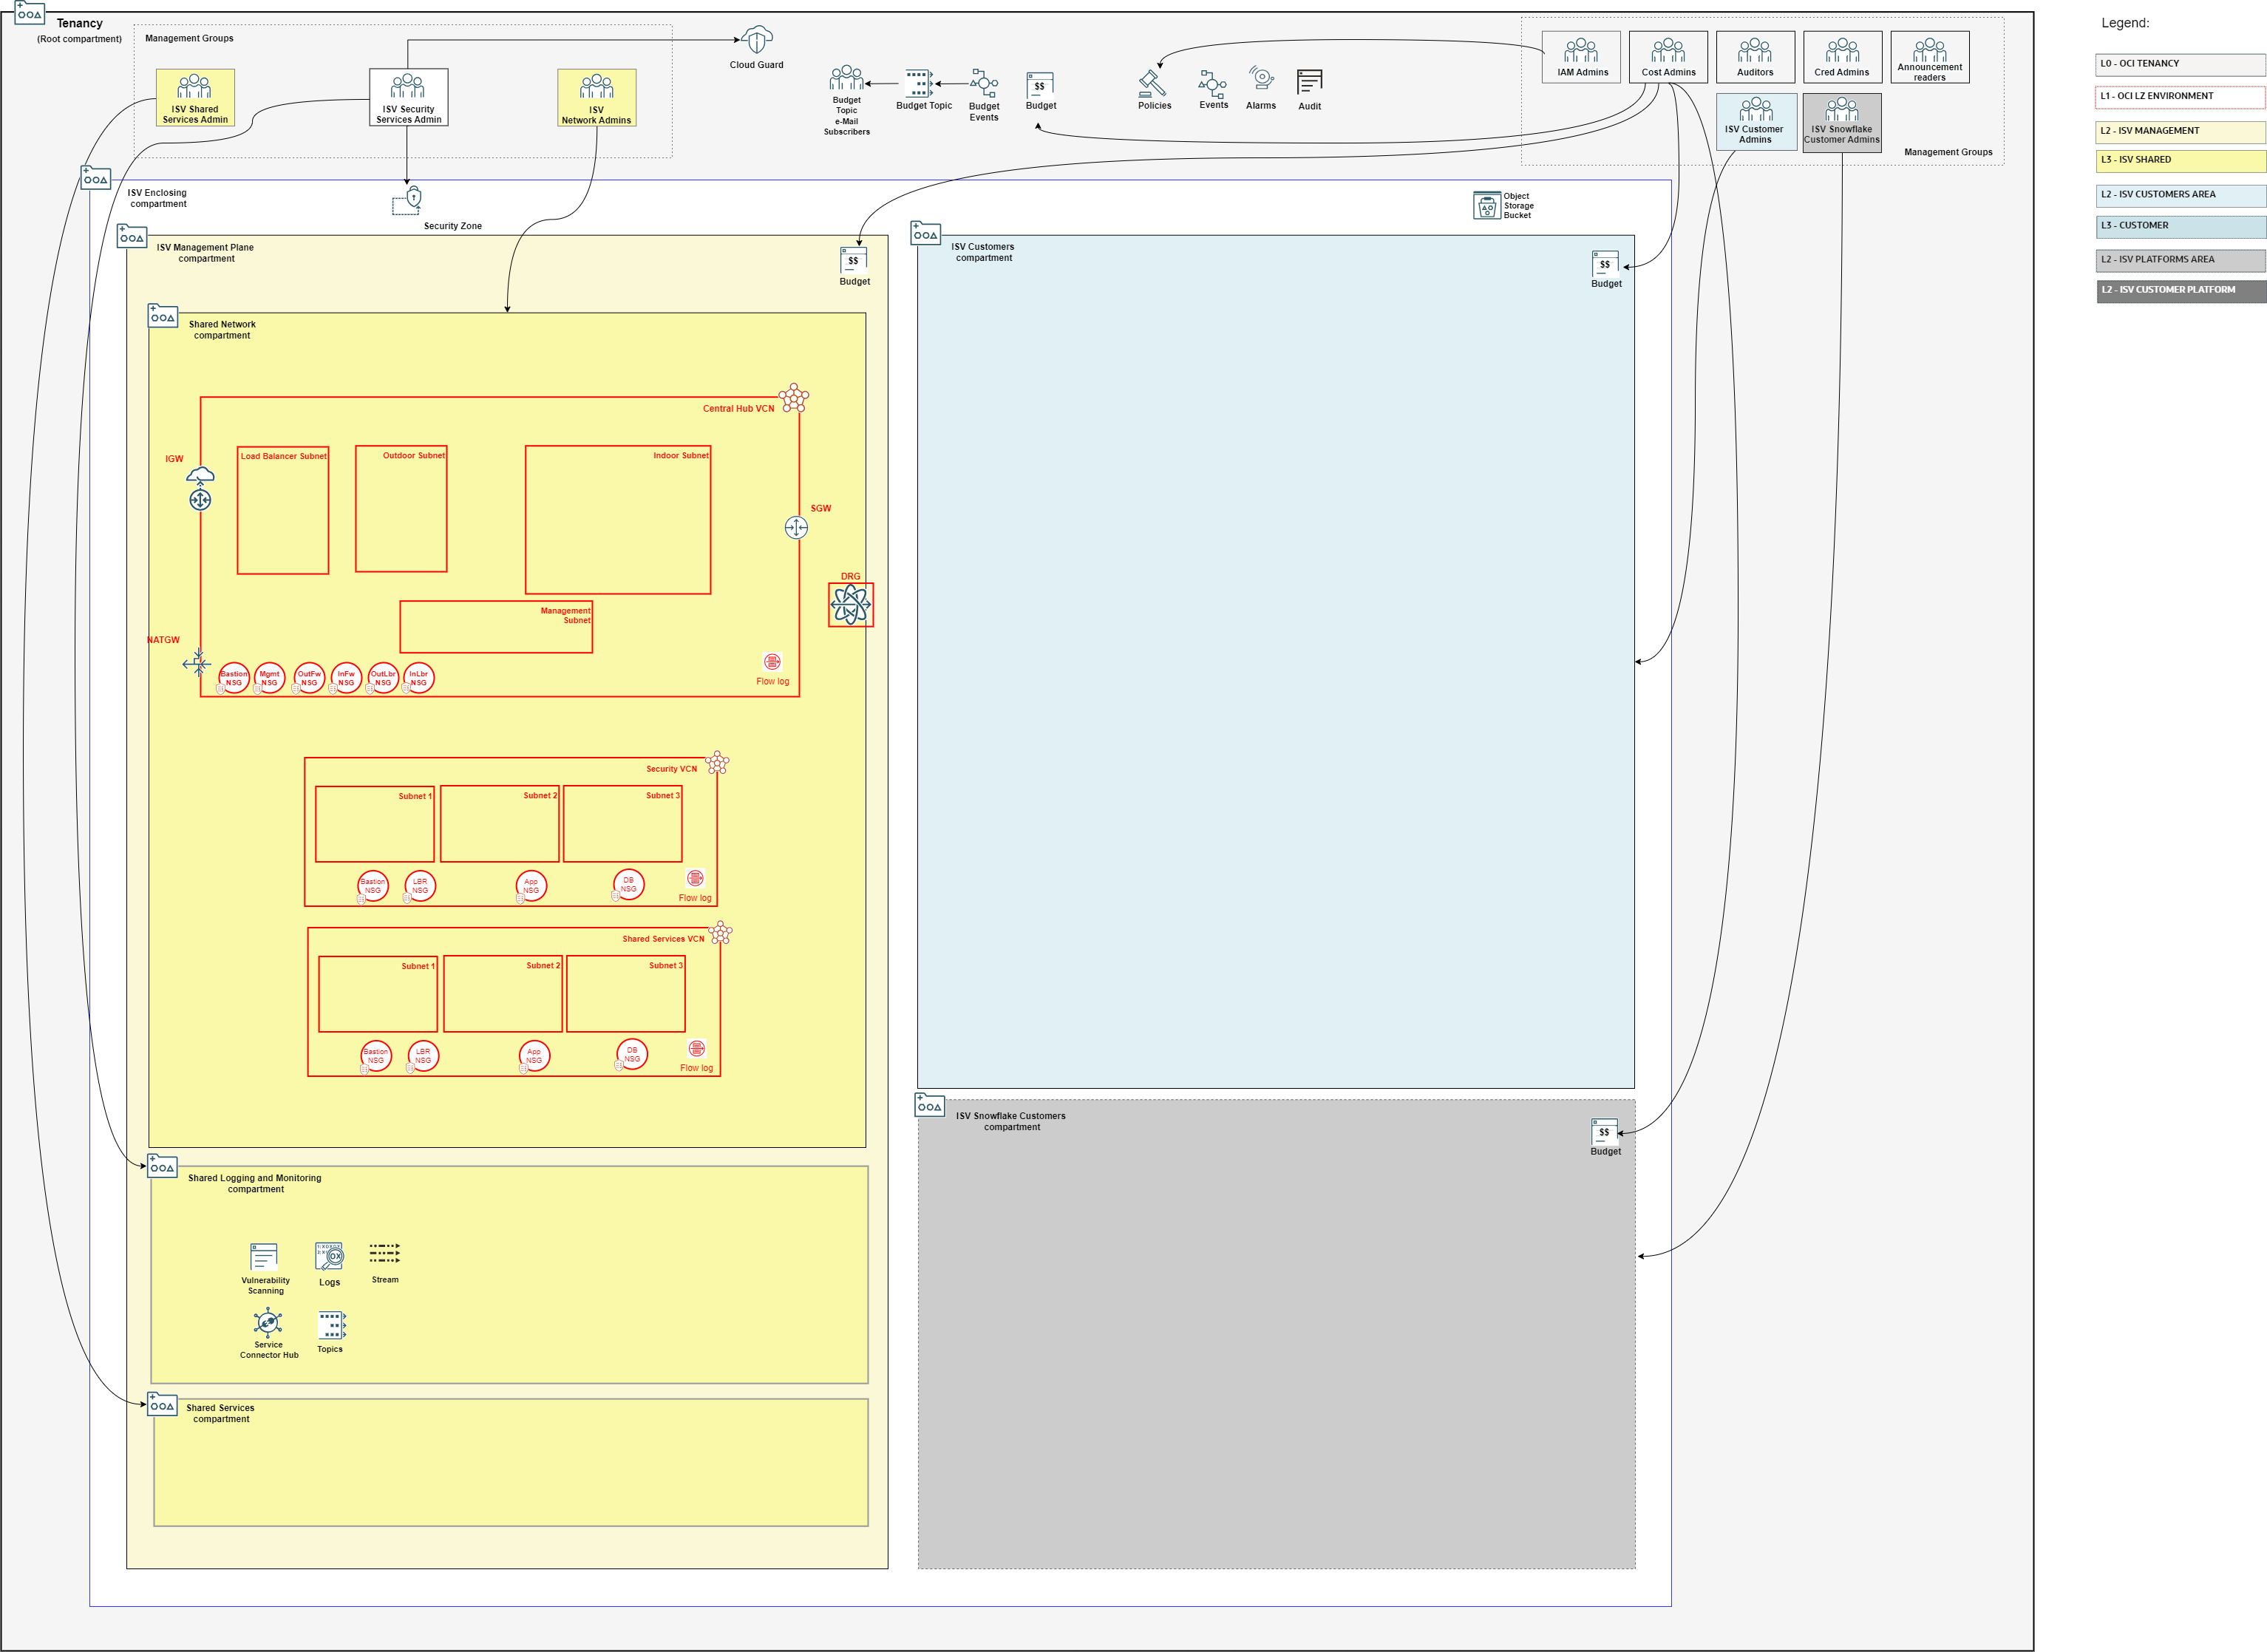 Tenancy
(Root compartment)
Management Groups
ISV Shared
Services Admin
ISV Security
Services Admin
ISV
Network Admins
Cloud Guard
Budget
Topic
e-Mail
Subscribers
Budget Topic
Budget
Events
$$
Budget
Policies
Events
Alarms
Audit
IAM Admins
Cost Admins
Auditors
Cred Admins
Announcement
readers
ISV Customer
Admins
ISV Snowflake
Customer Admins
Management Groups
Legend:
L0 - OCI TENANCY
L1 - OCI LZ ENVIRONMENT
L2 - ISV MANAGEMENT
L3 - ISV SHARED
L2 - ISV CUSTOMERS AREA
L3 - CUSTOMER
L2 - ISV PLATFORMS AREA
L2 - ISV CUSTOMER PLATFORM
ISV Enclosing
compartment
Security Zone
Object
Storage
Bucket
ISV Management Plane
compartment
$$
Budget
ISV Customers
compartment
$$
Budget
Shared Network
compartment
Central Hub VCN
IGW
Load Balancer Subnet
Outdoor Subnet
Indoor Subnet
SGW
DRG
Management
Subnet
NATGW
Bastion
NSG
Mgmt
NSG
OutFw
NSG
InFw
NSG
OutLbr
NSG
InLbr
NSG
Flow log
Security VCN
Subnet 1
Subnet 2
Subnet 3
Bastion
NSG
LBR
NSG
App
NSG
DB
NSG
Flow log
Shared Services VCN
Subnet 1
Subnet 2
Subnet 3
Bastion
NSG
LBR
NSG
App
NSG
DB
NSG
Flow log
ISV Snowflake Customers
compartment
$$
Budget
Shared Logging and Monitoring
compartment
Vulnerability
Scanning
Logs
Stream
Service
Connector Hub
Topics
Shared Services
compartment